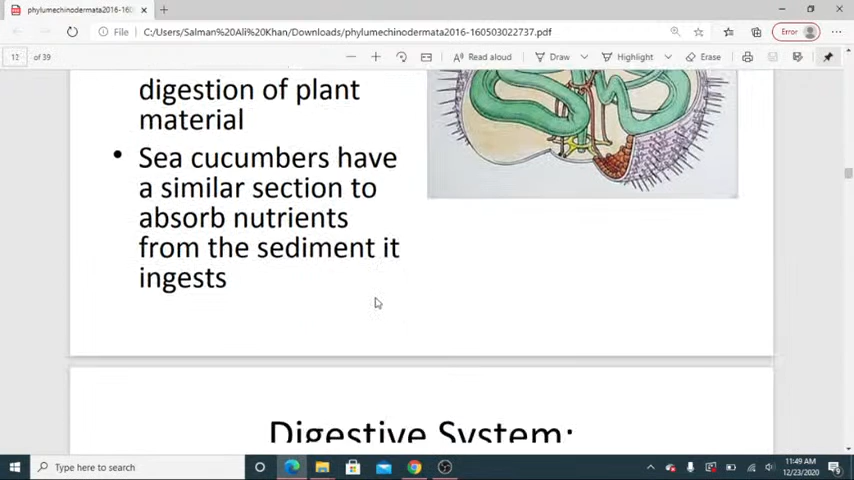 phylumechinodermata2016-160
File
C:/Users/Salman%20Ali%20Khan/Downloads/phylumechinodermata2016-160503022737.pdf
Error
12 of 39
Read aloud
Draw
Highlight
Erase
digestion of plant
material
• Sea cucumbers have
a similar section to
absorb nutrients
from the sediment it
ingests
Digestive System:
Type here to search
11:49 AM
12/23/2020